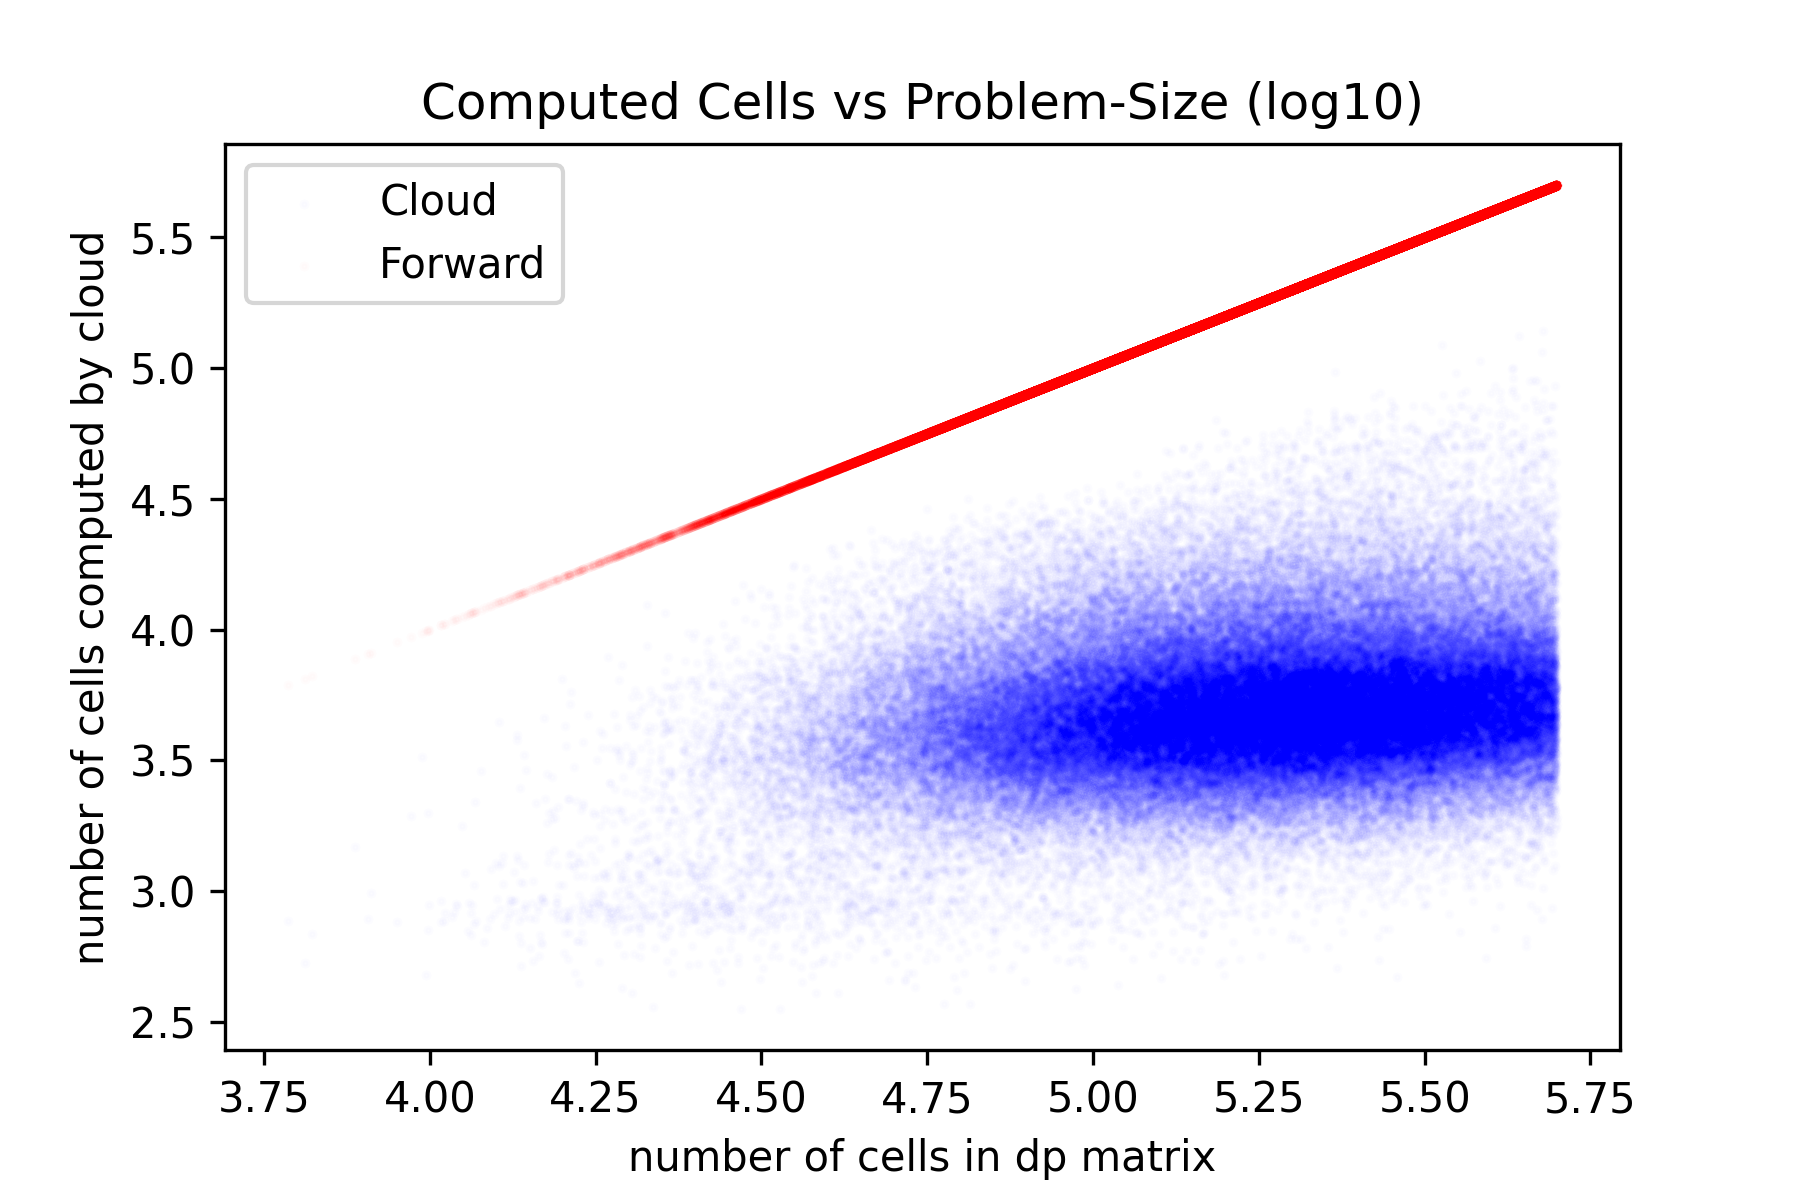 Computed Cells vs Problem-Size (log10)
Cloud
Forward
number of cells computed by cloud
5.5
5.0
4.5
4.0
3.5
3.0
2.5
3.75 4.00 4.25 4.50 4.75 5.00 5.25 5.50 5.75
number of cells in dp matrix